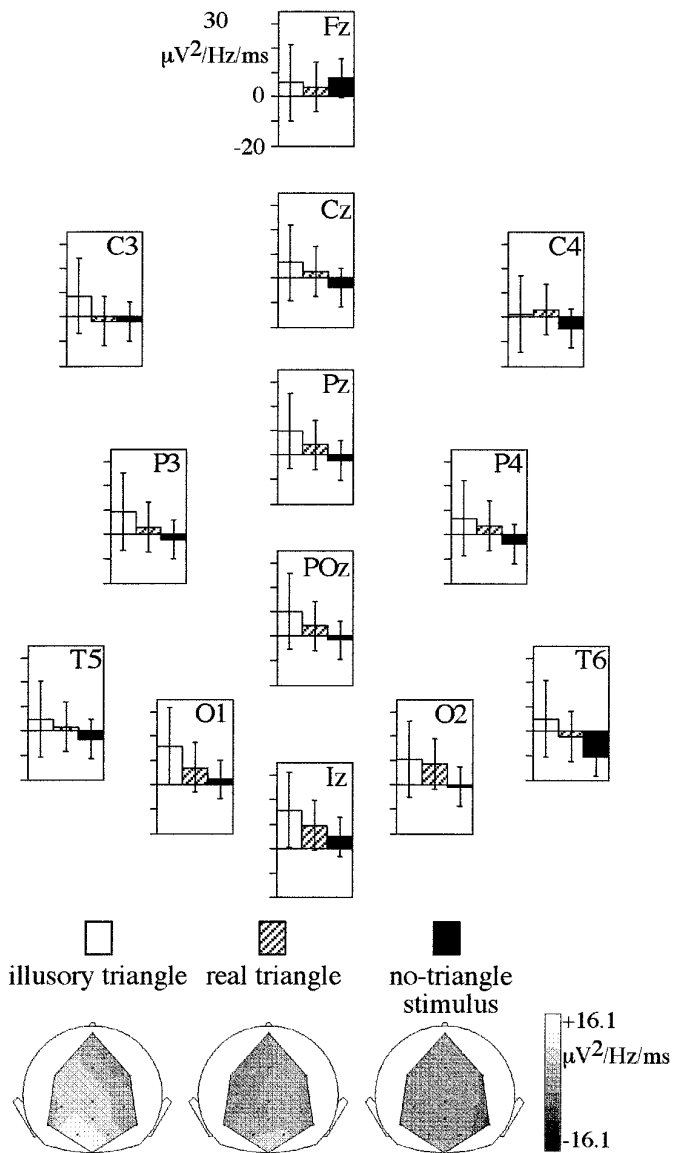 30
Fz
μV²/Hz/ms
0
-20
Cz
C3
C4
Pz
P3
P4
POz
T5
T6
O1
O2
Iz
illusory triangle
real triangle
no-triangle
stimulus
+16.1
μV²/Hz/ms
-16.1